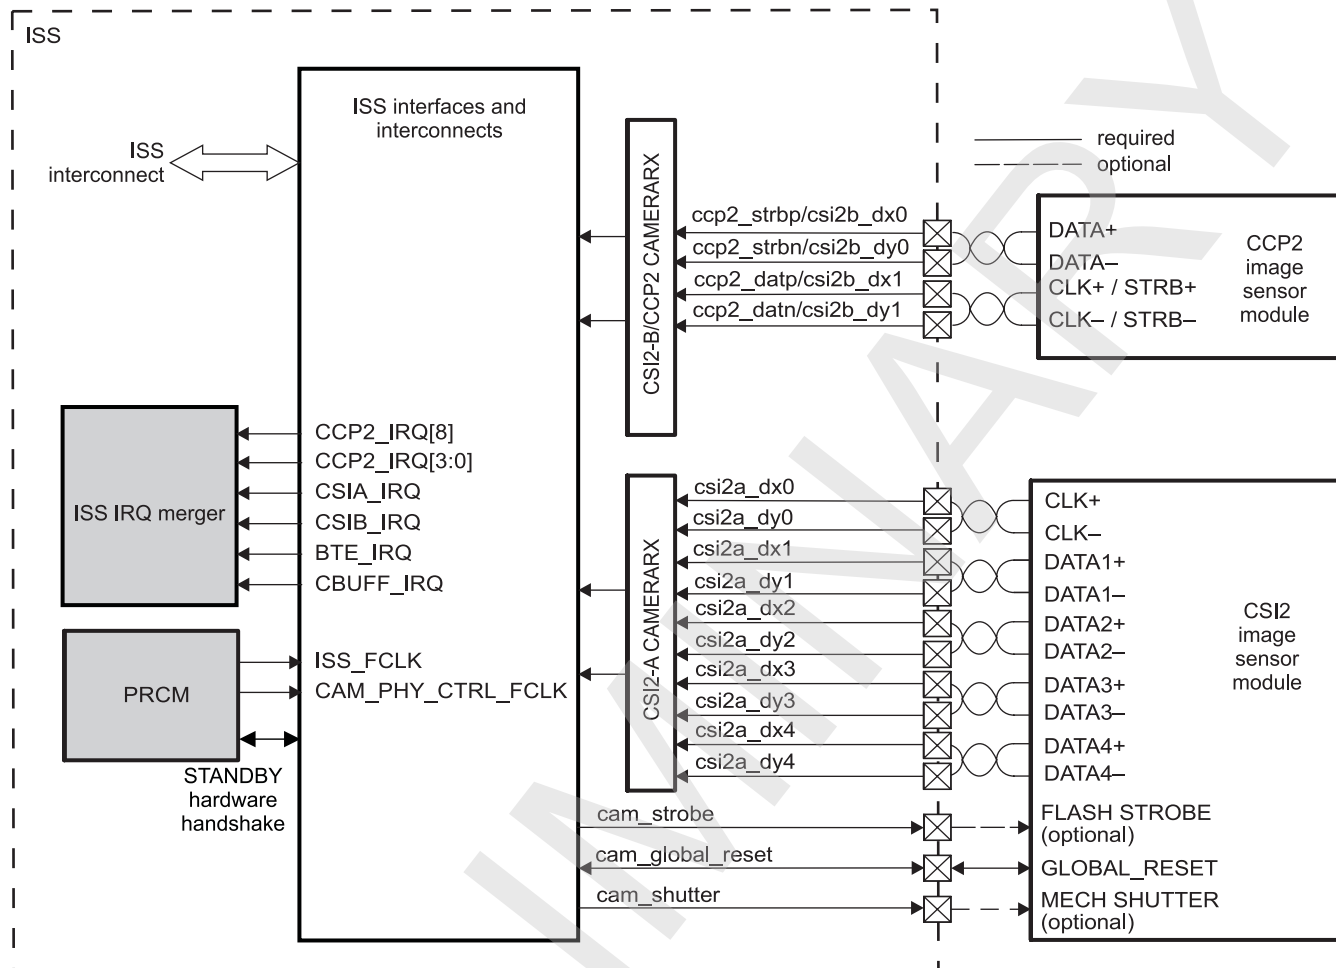 ISS
ISS interfaces and
interconnects
ISS
interconnect
CSI2-B/CCP2 CAMERARX
required
optional
ccp2_strbp/csi2b_dx0
ccp2_strbn/csi2b_dy0
ccp2_datp/csi2b_dx1
ccp2_datn/csi2b_dy1
DATA+
DATA–
CLK+ / STRB+
CLK– / STRB–
CCP2
image
sensor
module
ISS IRQ merger
CCP2_IRQ[8]
CCP2_IRQ[3:0]
CSIA_IRQ
CSIB_IRQ
BTE_IRQ
CBUFF_IRQ
PRCM
ISS_FCLK
CAM_PHY_CTRL_FCLK
STANDBY
hardware
handshake
CSI2-A CAMERARX
csi2a_dx0
csi2a_dy0
csi2a_dx1
csi2a_dy1
csi2a_dx2
csi2a_dy2
csi2a_dx3
csi2a_dy3
csi2a_dx4
csi2a_dy4
CLK+
CLK–
DATA1+
DATA1–
DATA2+
DATA2–
DATA3+
DATA3–
DATA4+
DATA4–
CSI2
image
sensor
module
cam_strobe
cam_global_reset
cam_shutter
FLASH STROBE
(optional)
GLOBAL_RESET
MECH SHUTTER
(optional)
IMINARY